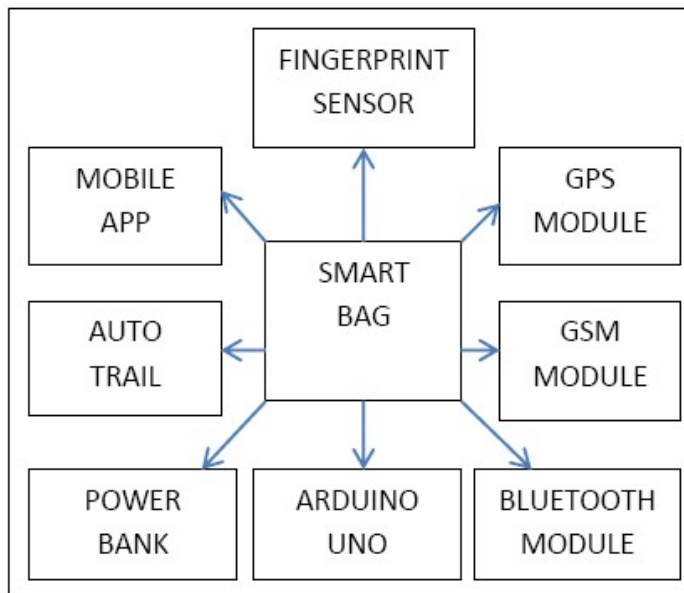 FINGERPRINT
SENSOR
MOBILE
APP
GPS
MODULE
SMART
BAG
AUTO
TRAIL
GSM
MODULE
POWER
BANK
ARDUINO
UNO
BLUETOOTH
MODULE